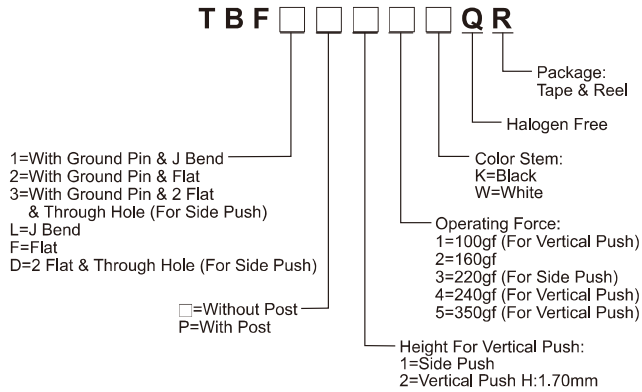 TBF□□□□□QR
Package:
Tape & Reel
Halogen Free
Color Stem:
K=Black
W=White
1=With Ground Pin & J Bend
2=With Ground Pin & Flat
3=With Ground Pin & 2 Flat
& Through Hole (For Side Push)
L=J Bend
F=Flat
D=2 Flat & Through Hole (For Side Push)
Operating Force:
1=100gf (For Vertical Push)
2=160gf
3=220gf (For Side Push)
4=240gf (For Vertical Push)
5=350gf (For Vertical Push)
□=Without Post
P=With Post
Height For Vertical Push:
1=Side Push
2=Vertical Push H:1.70mm